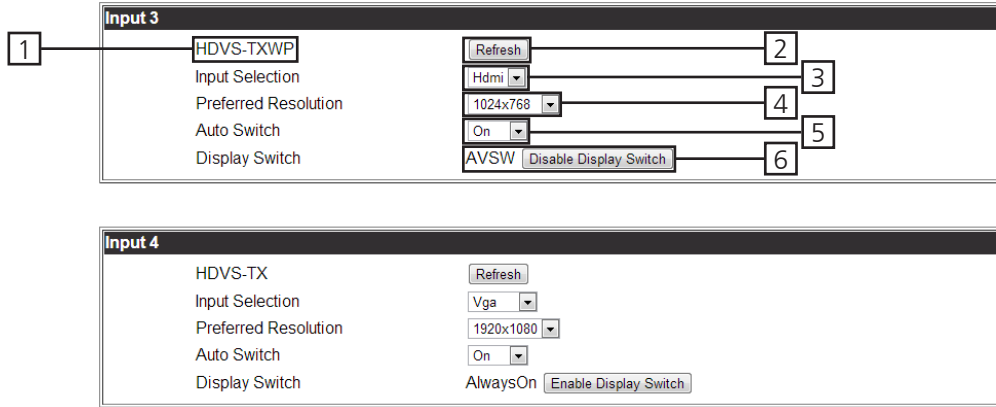 Input 3
1 HDVS-TXWP Refresh 2
Input Selection Hdmi 3
Preferred Resolution 1024x768 4
Auto Switch On 5
Display Switch AVSW Disable Display Switch 6
Input 4
HDVS-TX Refresh
Input Selection Vga
Preferred Resolution 1920x1080
Auto Switch On
Display Switch AlwaysOn Enable Display Switch